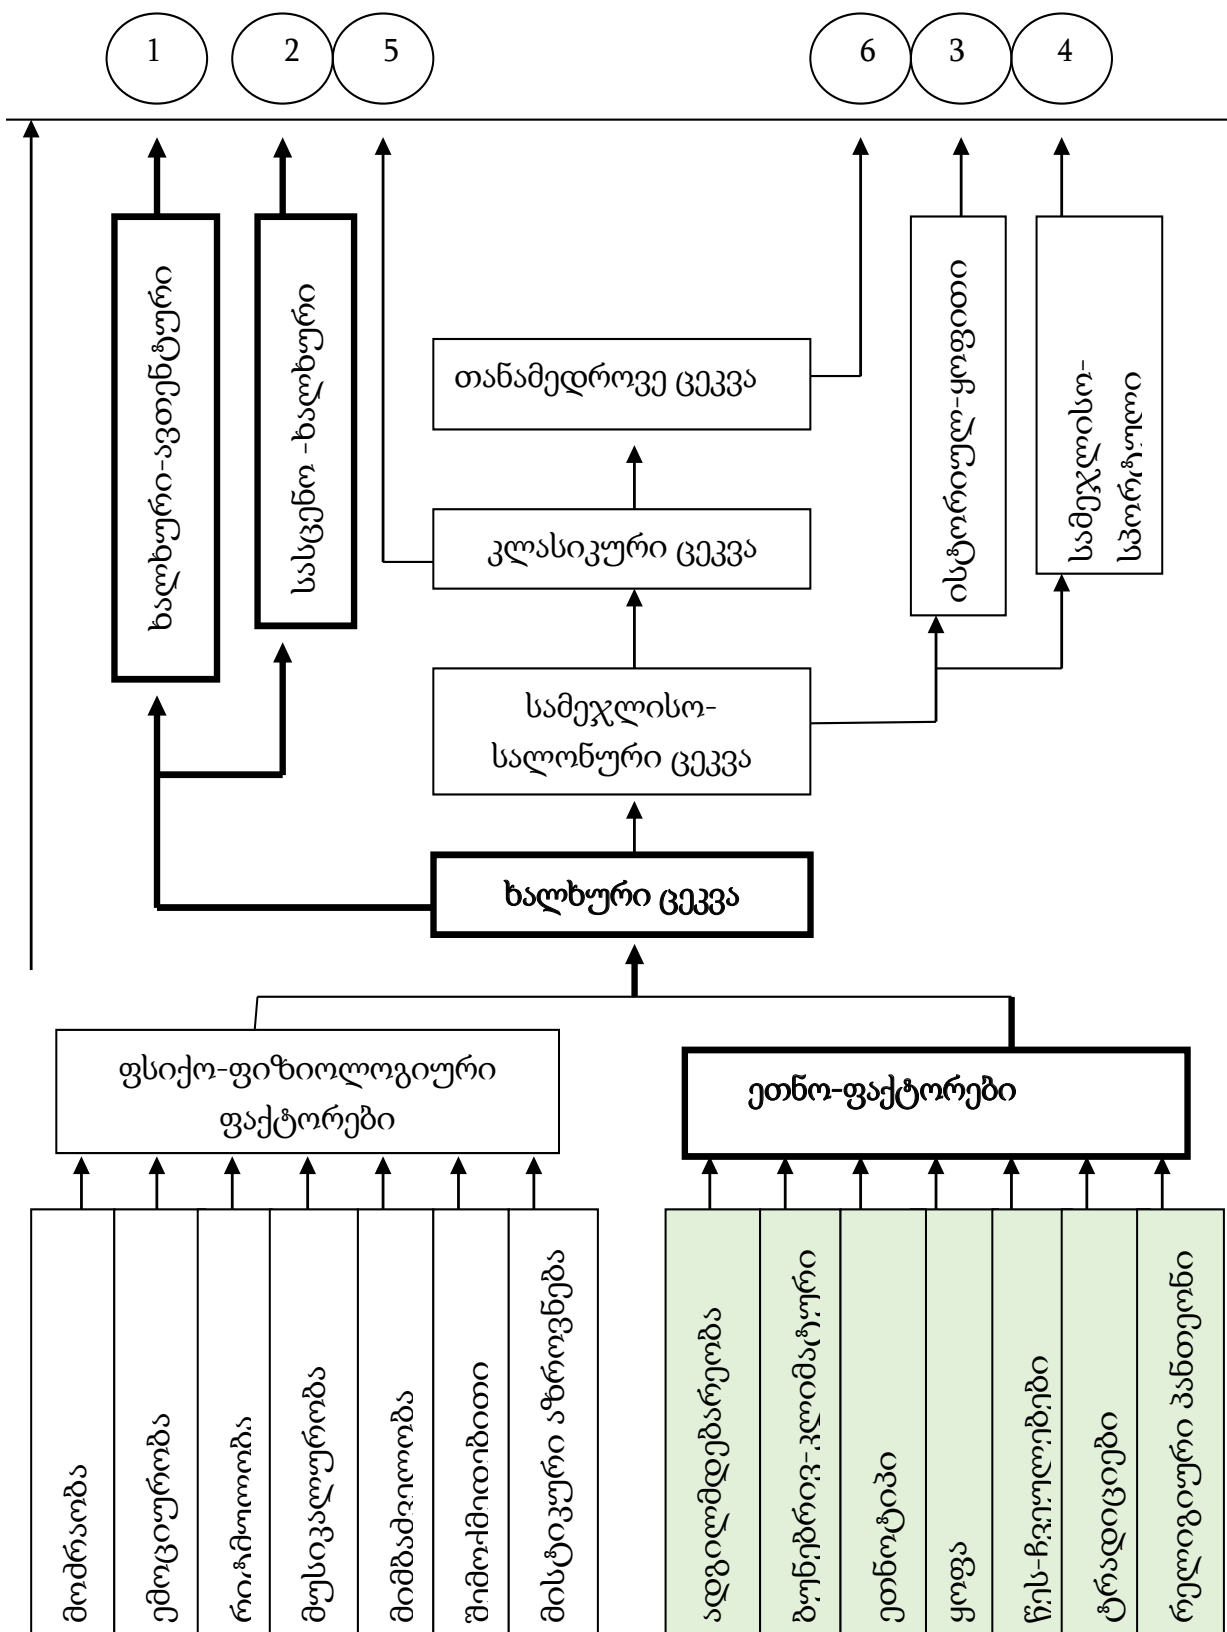 1
2
5
6
3
4
ხალხური-ავთენტური
სასცენო -ხალხური
თანამედროვე ცეკვა
კლასიკური ცეკვა
ისტორიულ-ყოფითი
სამეჯლისო-
სპორტული
სამეჯლისო-
სალონური ცეკვა
ხალხური ცეკვა
ფსიქო-ფიზიოლოგიური
ფაქტორები
ეთნო-ფაქტორები
მოძრაობა
ემოციურობა
რიტმულობა
მუსიკალურობა
მიმბაძველობა
შემოქმედებითი
მისტიკური აზროვნება
ადგილმდებარეობა
ბუნებრივ-კლიმატური
ეთნოტიპი
ყოფა
წეს-ჩვეულებები
ტრადიციები
რელიგიური პანთეონი